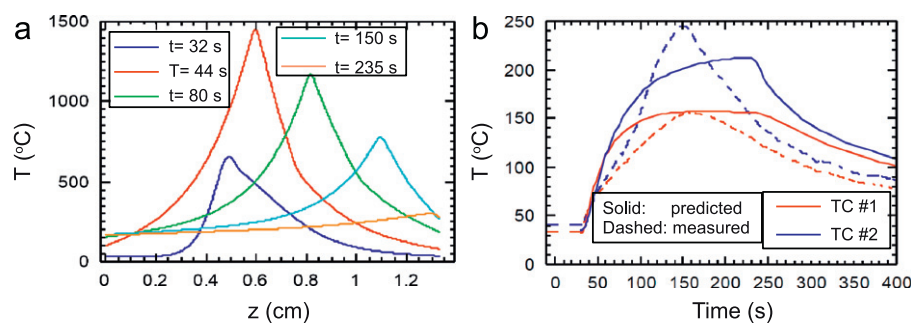 a
t= 32 s
T= 44 s
t= 80 s
t= 150 s
t= 235 s
1500
1000
500
0
T (°C)
0
0.2
0.4
0.6
0.8
1
1.2
z (cm)
b
250
200
150
100
50
0
T (°C)
Solid: predicted
Dashed: measured
TC #1
TC #2
0
50
100
150
200
250
300
350
400
Time (s)